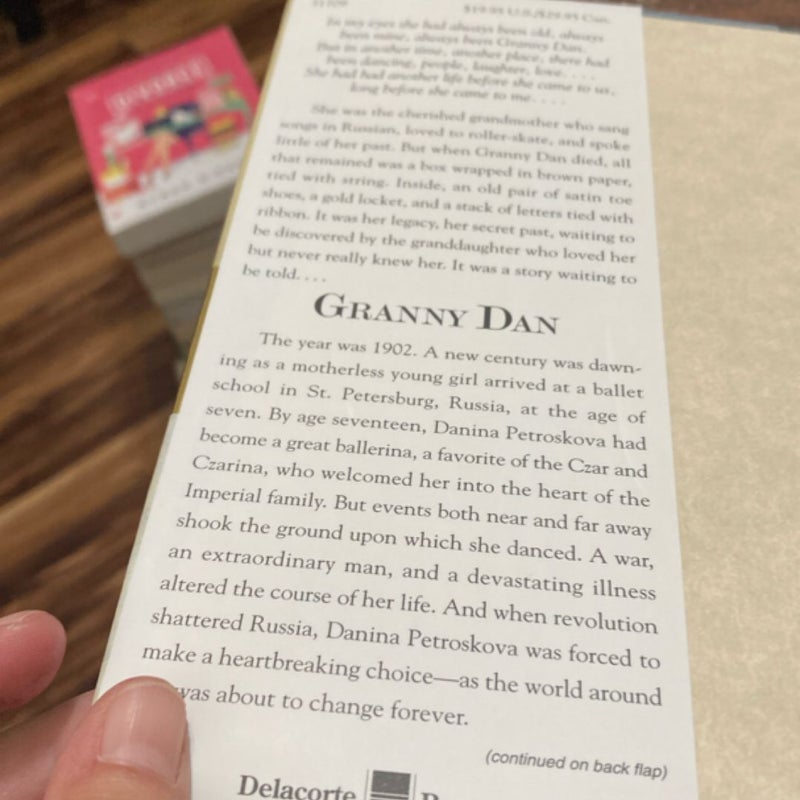 $19.95 U.S./$29.95 Can.
In my eyes she had always been old, always
been mine, always been Granny Dan.
But in another time, another place, there had
been dancing, people, laughter, love. . . .
She had had another life before she came to us,
long before she came to me. . . .
She was the cherished grandmother who sang
songs in Russian, loved to roller-skate, and spoke
little of her past. But when Granny Dan died, all
that remained was a box wrapped in brown paper,
tied with string. Inside, an old pair of satin toe
shoes, a gold locket, and a stack of letters tied with
ribbon. It was her legacy, her secret past, waiting to
be discovered by the granddaughter who loved her
but never really knew her. It was a story waiting to
be told. . . .
GRANNY DAN
The year was 1902. A new century was dawn-
ing as a motherless young girl arrived at a ballet
school in St. Petersburg, Russia, at the age of
seven. By age seventeen, Danina Petroskova had
become a great ballerina, a favorite of the Czar and
Czarina, who welcomed her into the heart of the
Imperial family. But events both near and far away
shook the ground upon which she danced. A war,
an extraordinary man, and a devastating illness
altered the course of her life. And when revolution
shattered Russia, Danina Petroskova was forced to
make a heartbreaking choice—as the world around
was about to change forever.
(continued on back flap)
Delacorte